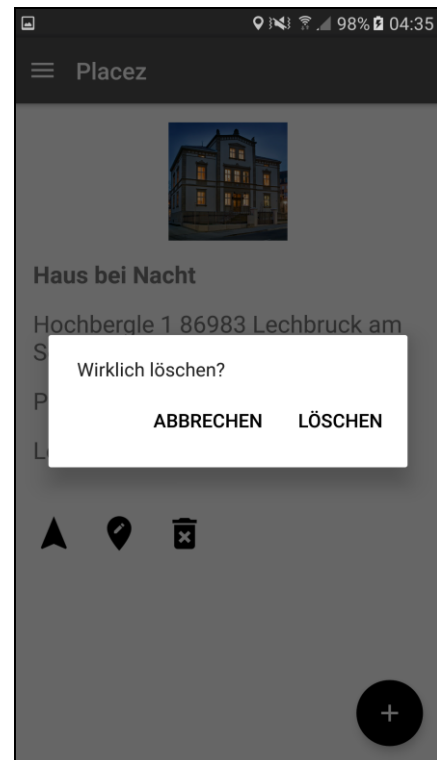 98% 04:35
Placez
Haus bei Nacht
Hochbergle 1 86983 Lechbruck am
S
Wirklich löschen?
P
ABBRECHEN LÖSCHEN
L